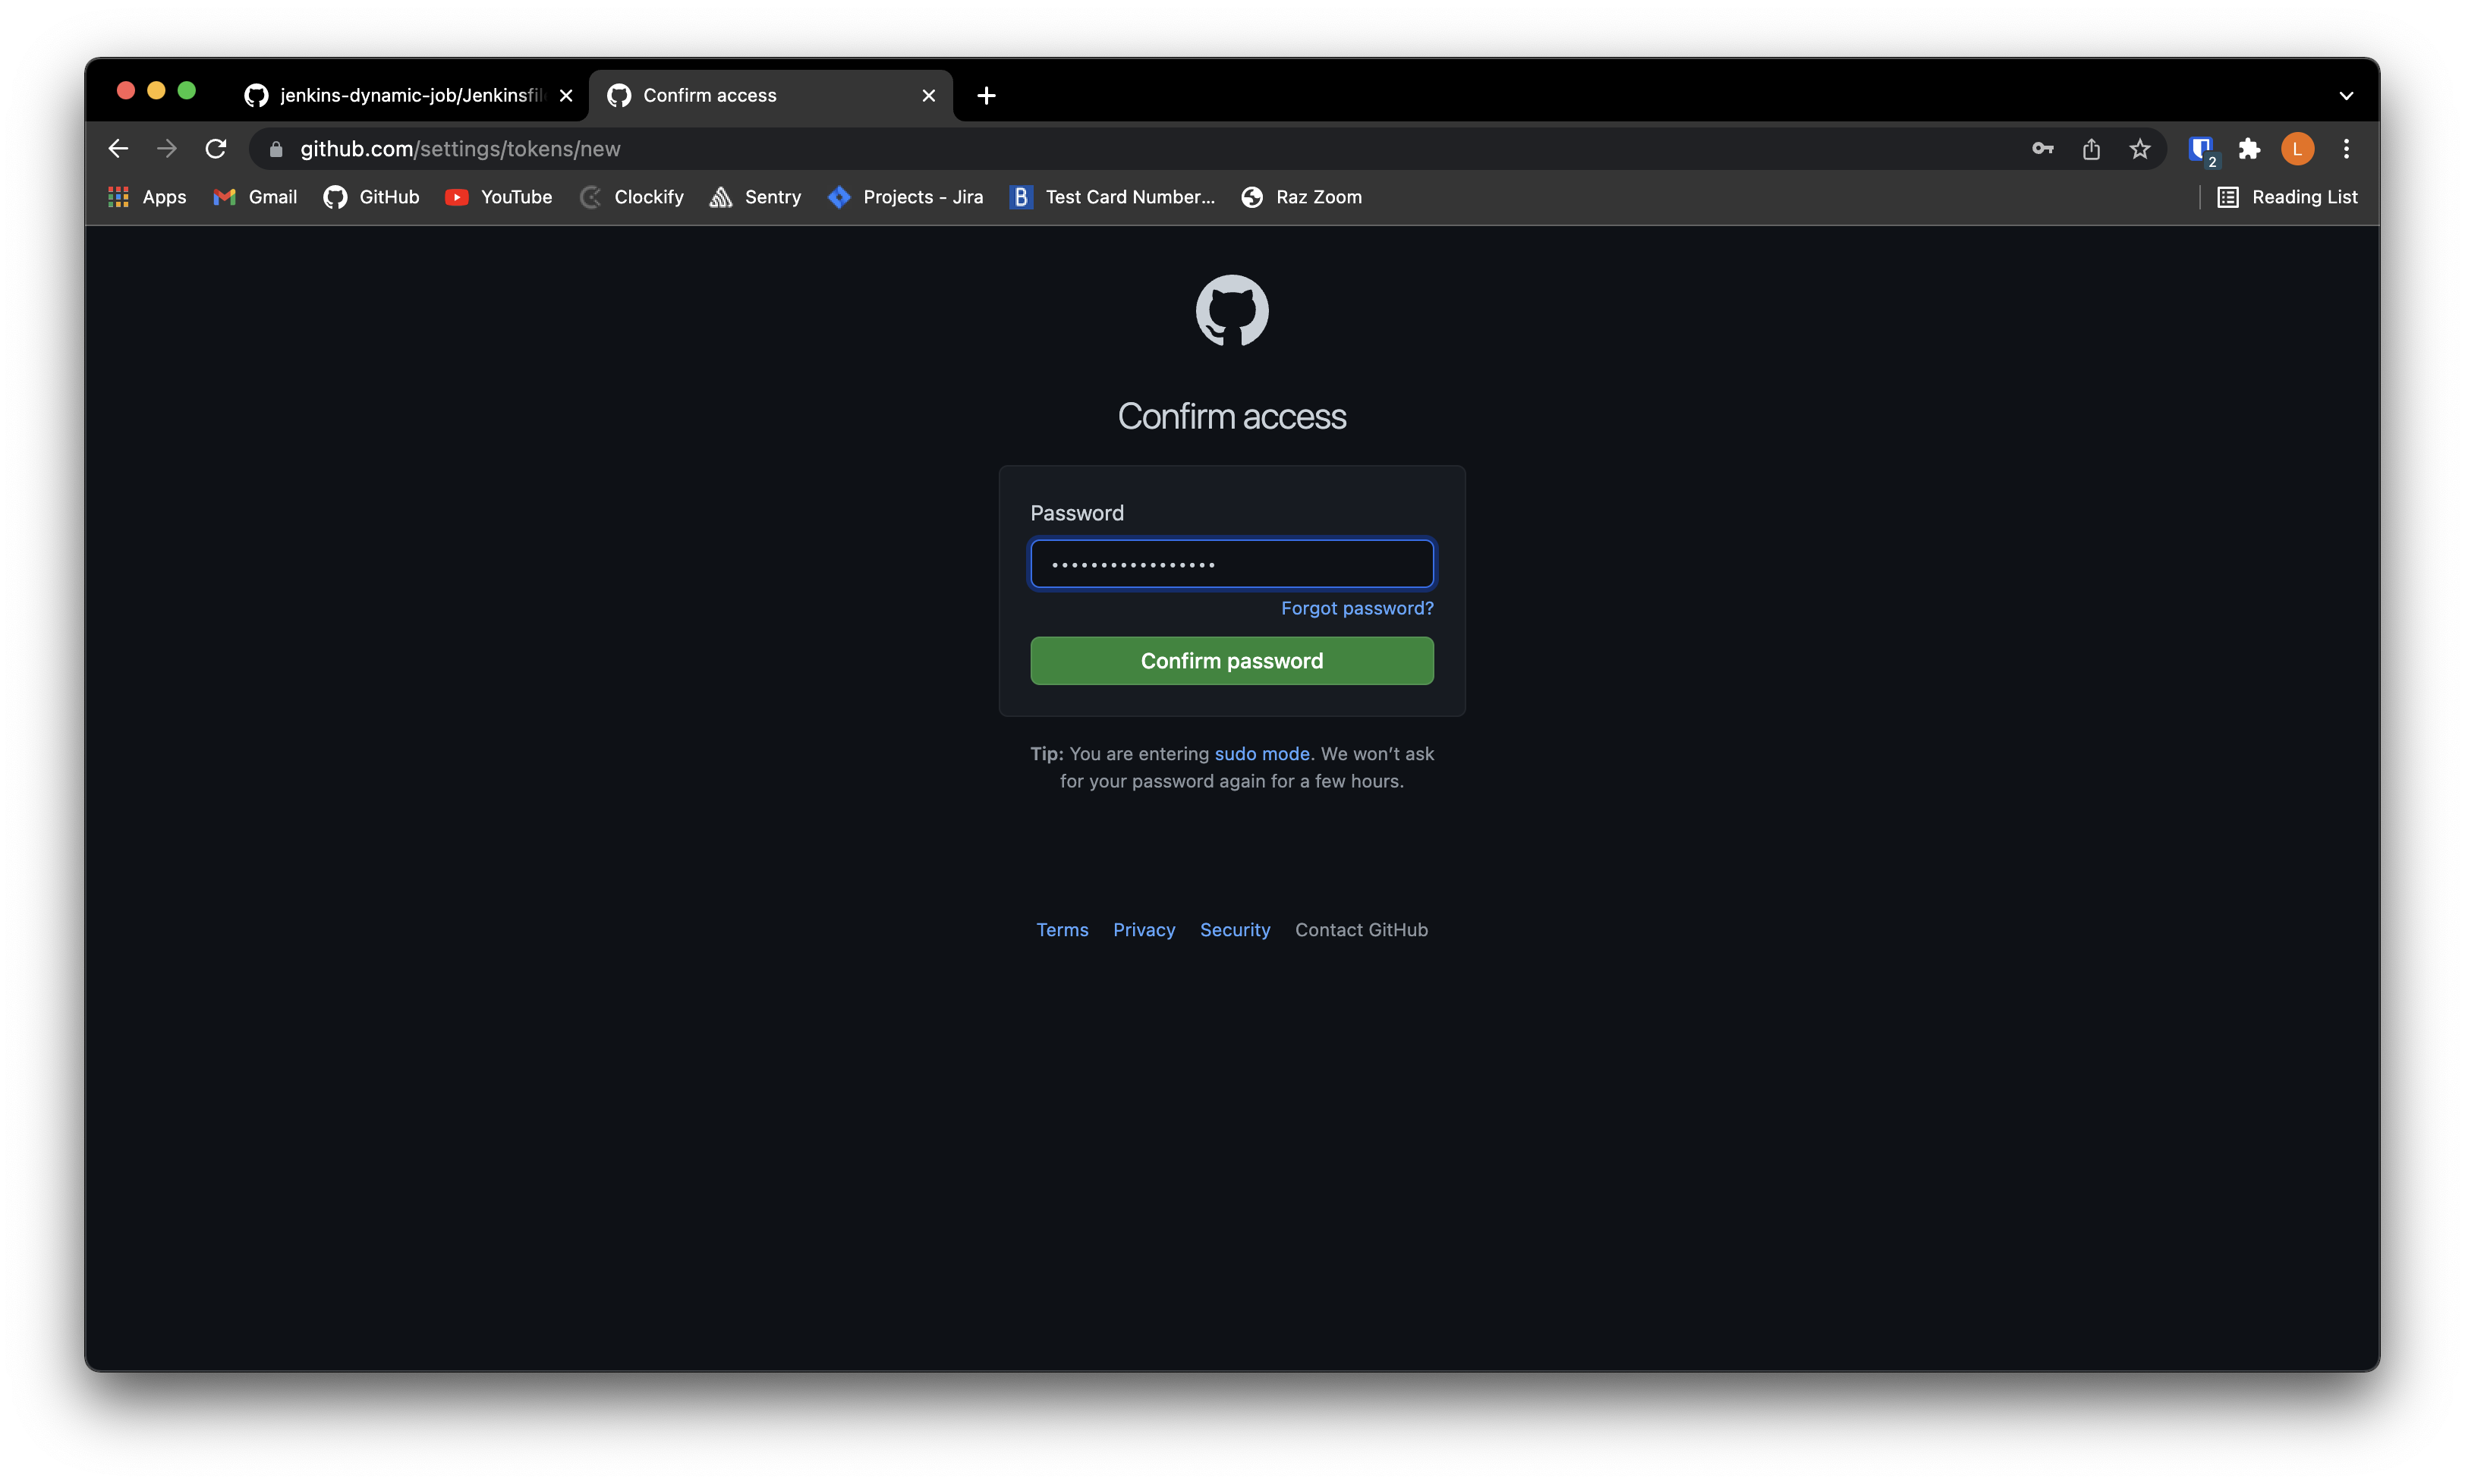 jenkins-dynamic-job/Jenkinsfil
Confirm access
github.com/settings/tokens/new
2
L
Apps Gmail GitHub YouTube Clockify Sentry Projects - Jira B Test Card Number... Raz Zoom Reading List
Confirm access
Password
•••••••••••••••••
Forgot password?
Confirm password
Tip: You are entering sudo mode. We won’t ask
for your password again for a few hours.
Terms Privacy Security Contact GitHub